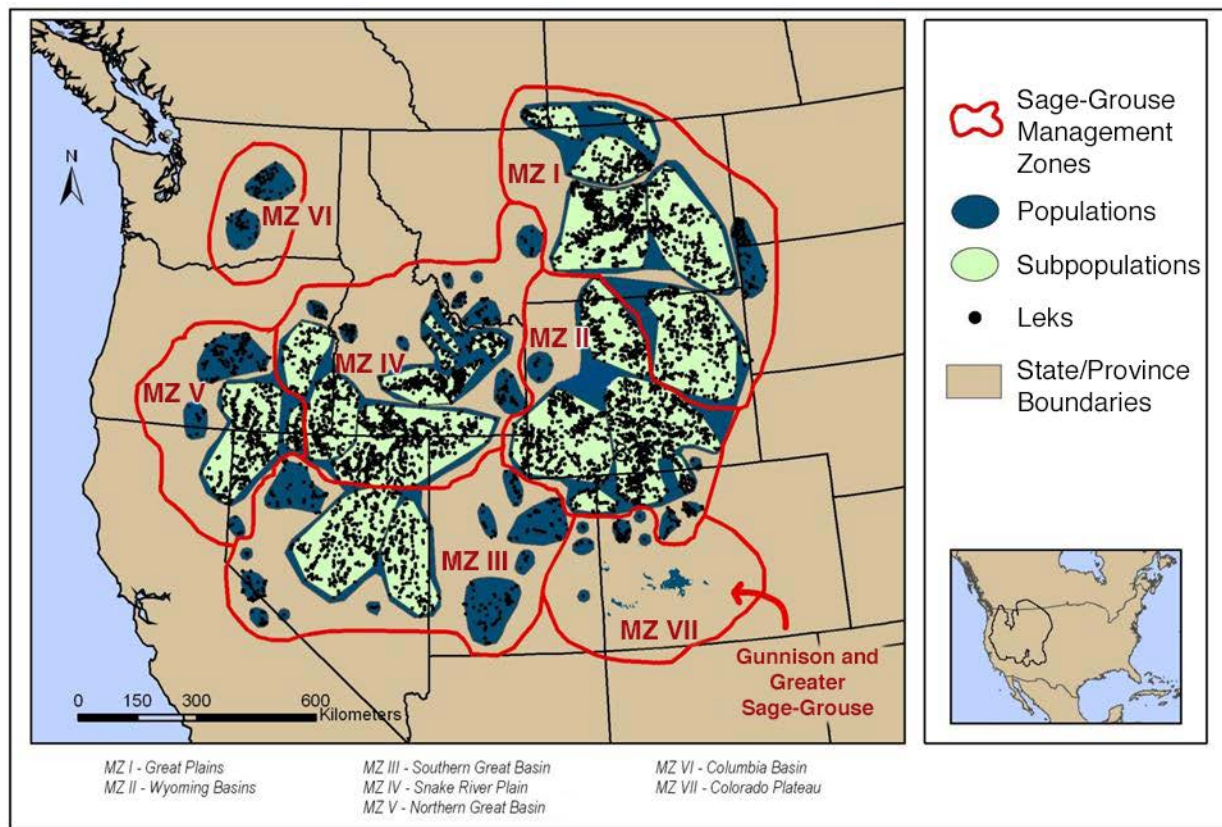 N
MZ I
MZ VI
MZ II
MZ IV
MZ V
MZ III
MZ VII
Gunnison and
Greater
Sage-Grouse
0 150 300 600
Kilometers
Sage-Grouse
Management
Zones
Populations
Subpopulations
Leks
State/Province
Boundaries
MZ I - Great Plains
MZ II - Wyoming Basins
MZ III - Southern Great Basin
MZ IV - Snake River Plain
MZ V - Northern Great Basin
MZ VI - Columbia Basin
MZ VII - Colorado Plateau